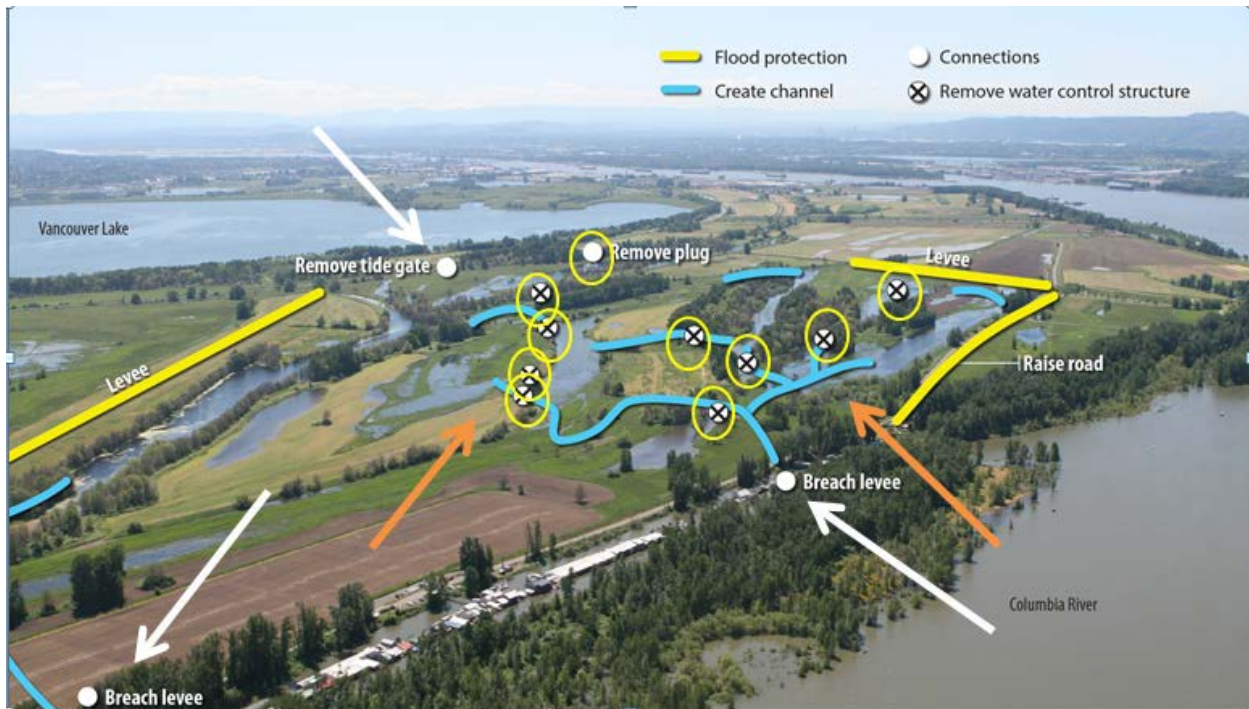 Flood protection
Connections
Create channel
Remove water control structure
Vancouver Lake
Remove tide gate
Remove plug
Levee
Levee
Raise road
Breach levee
Columbia River
Breach levee